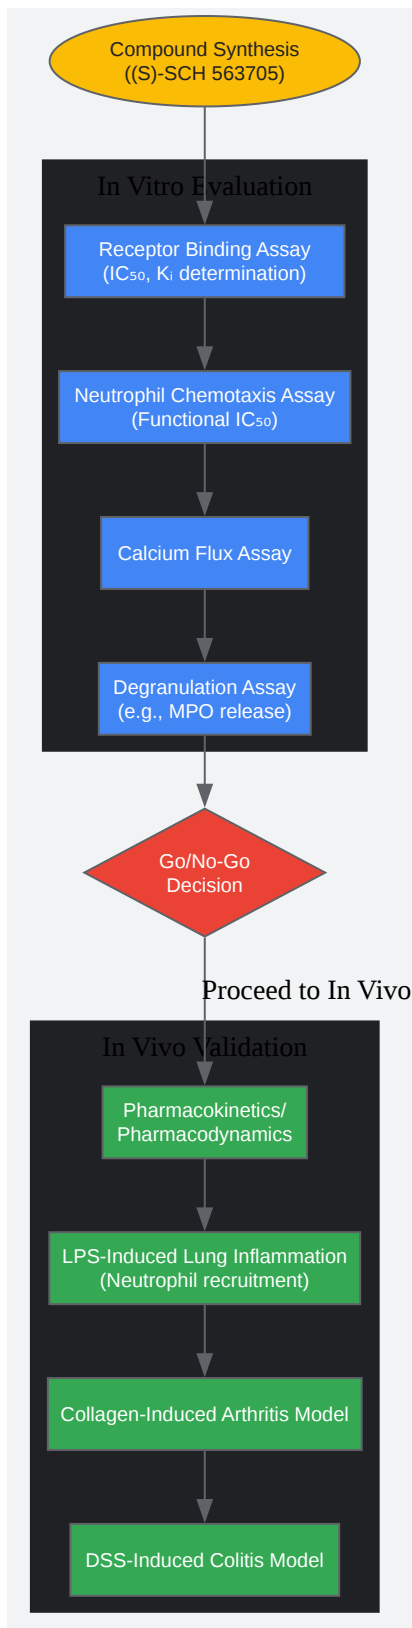 Compound Synthesis
((S)-SCH 563705)
In Vitro Evaluation
Receptor Binding Assay
(IC₅₀, Kᵢ determination)
Neutrophil Chemotaxis Assay
(Functional IC₅₀)
Calcium Flux Assay
Degranulation Assay
(e.g., MPO release)
Go/No-Go
Decision
Proceed to In Vivo
In Vivo Validation
Pharmacokinetics/
Pharmacodynamics
LPS-Induced Lung Inflammation
(Neutrophil recruitment)
Collagen-Induced Arthritis Model
DSS-Induced Colitis Model